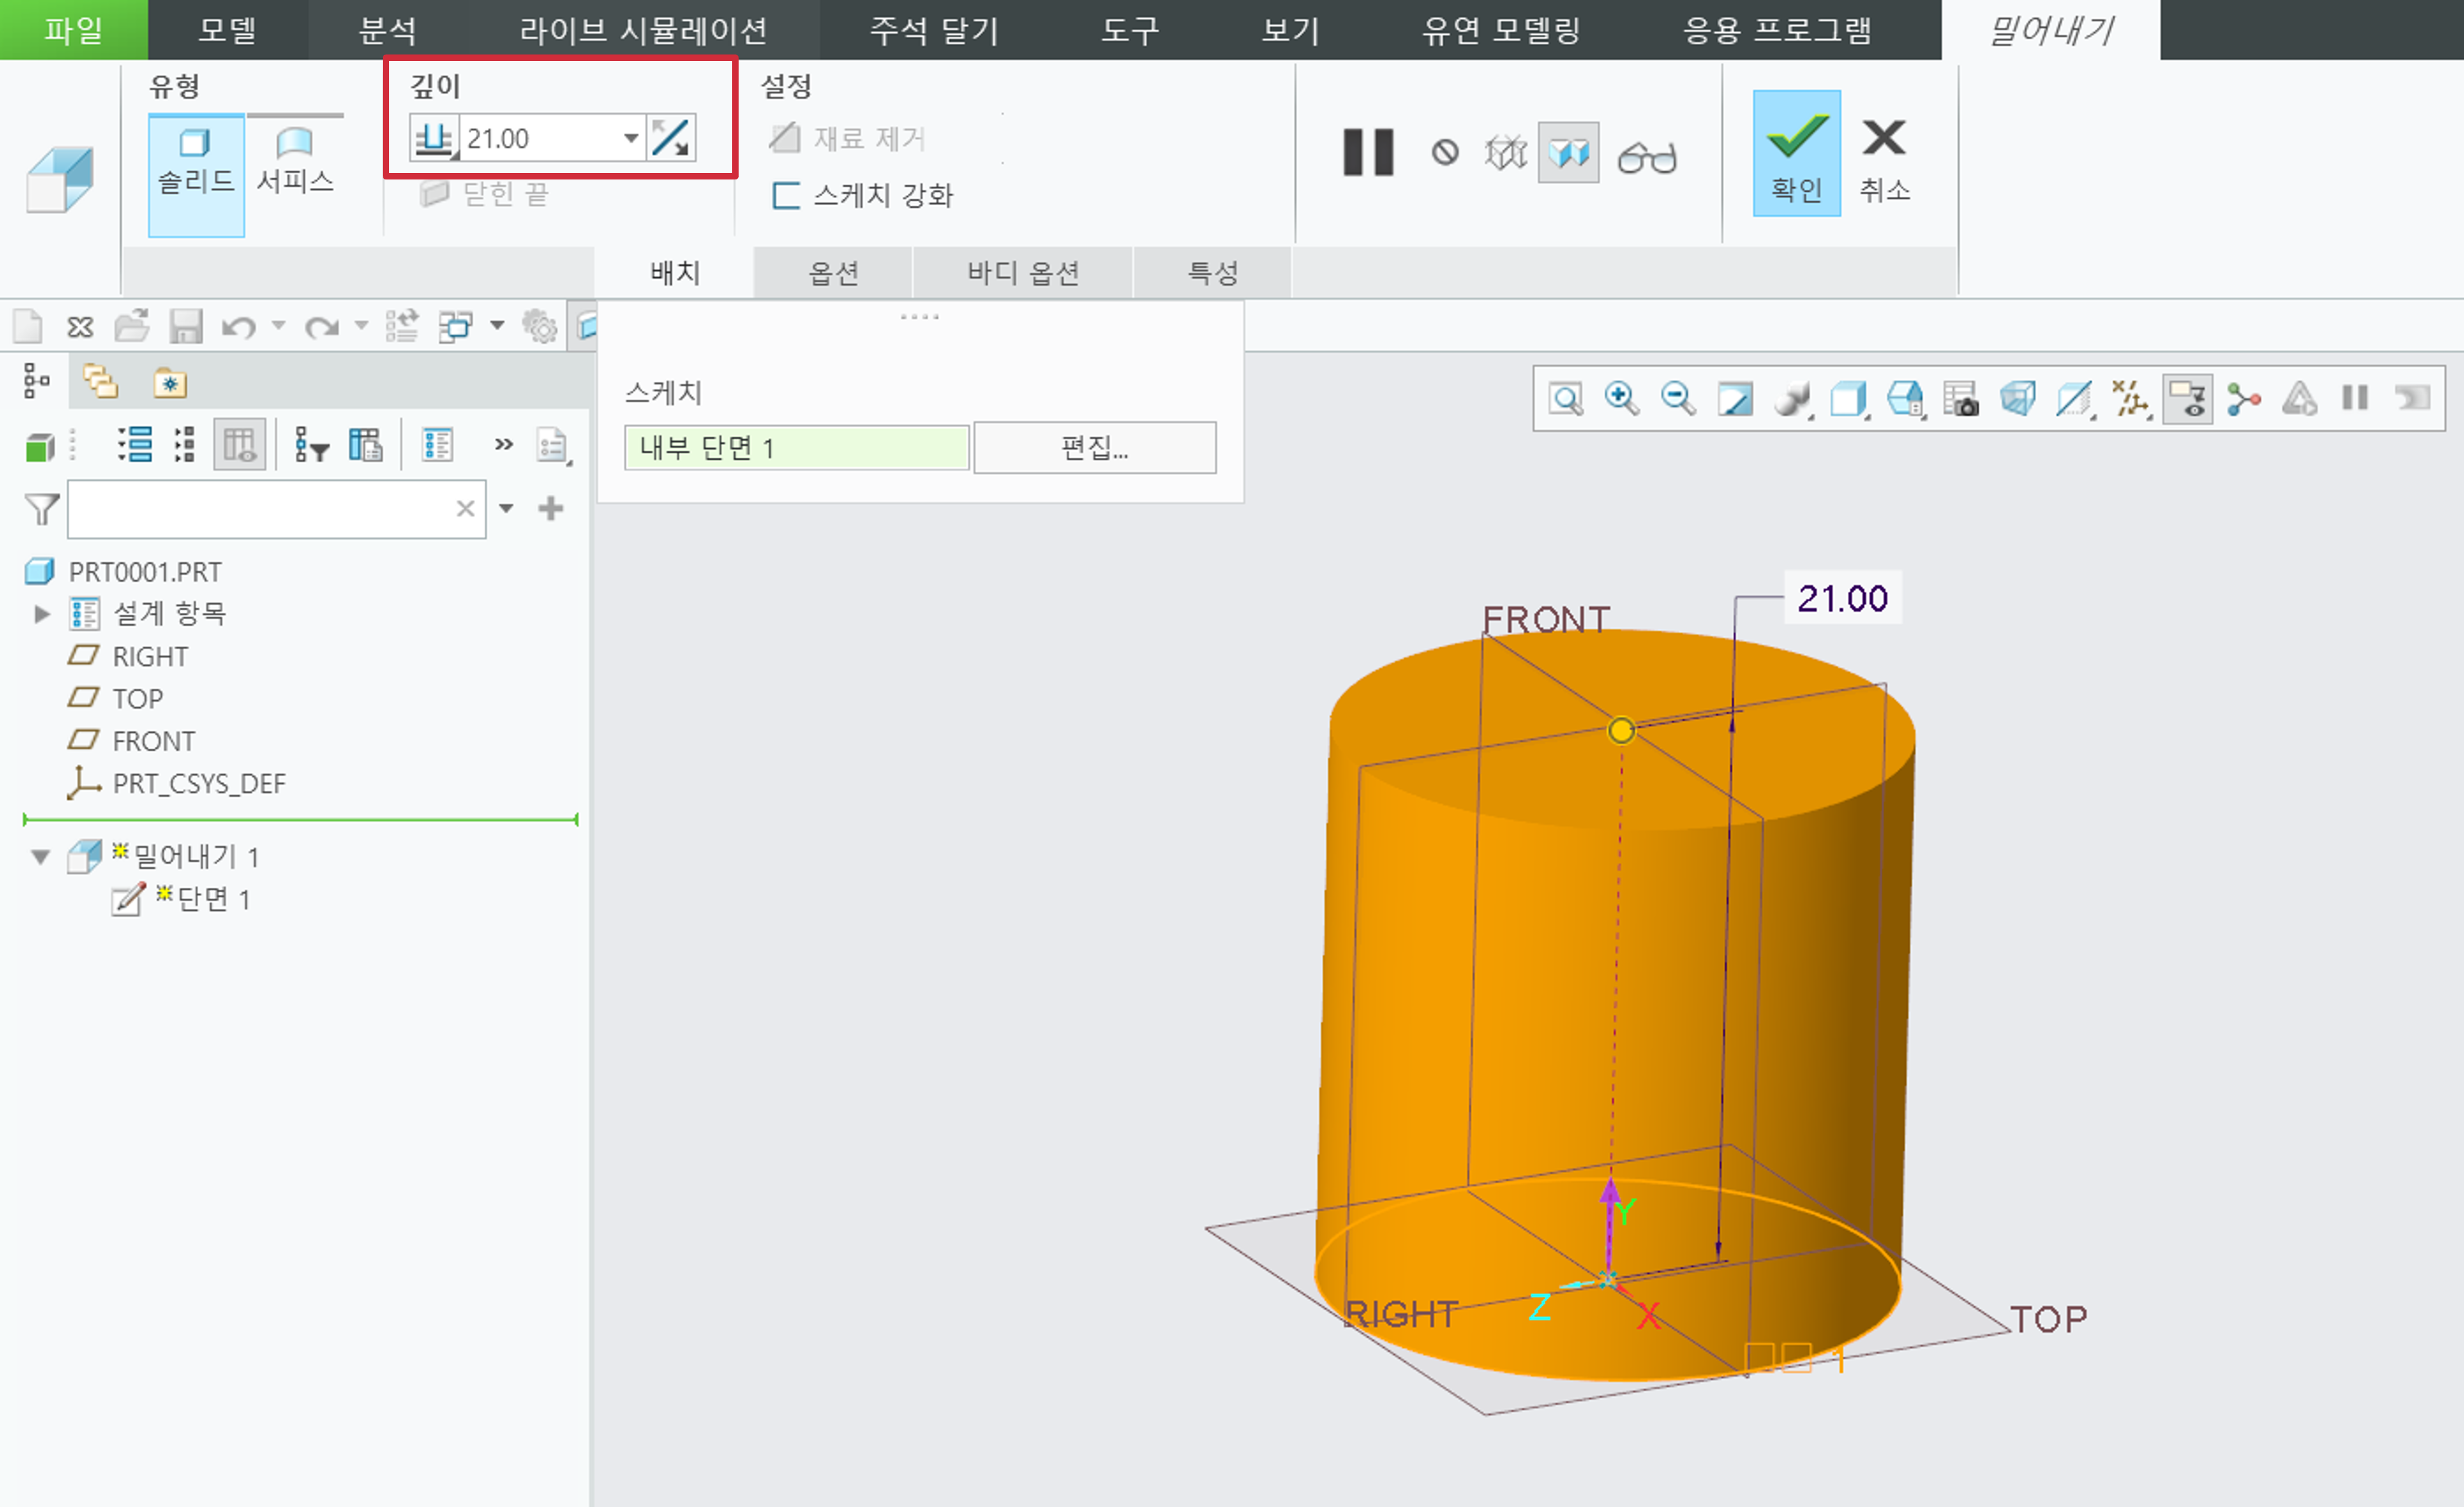 파일 모델 분석 라이브 시뮬레이션 주석 달기 도구 보기 유연 모델링 응용 프로그램 밀어내기
유형 깊이 설정
솔리드 서피스 21.00 재료 제거 확인 취소
닫힌 끝 스케치 강화
배치 옵션 바디 옵션 특성
스케치
내부 단면 1 편집...
PRT0001.PRT
설계 항목
RIGHT
TOP
FRONT
PRT_CSYS_DEF
밀어내기 1
단면 1
21.00
FRONT
Y
Z
X
RIGHT
TOP
□□ 1